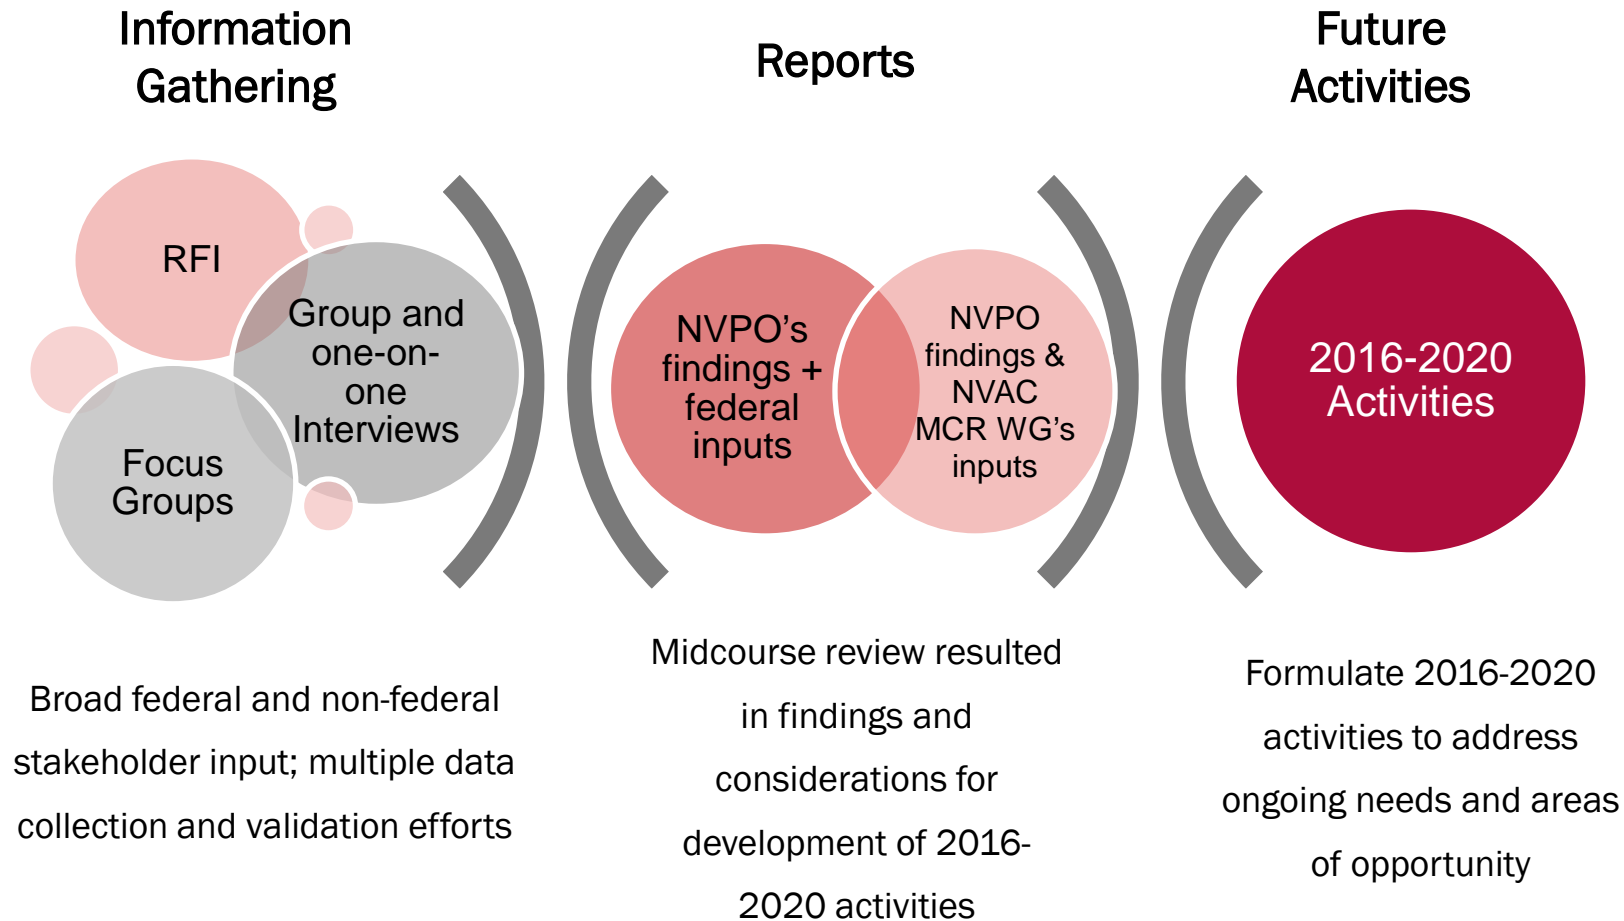 Information
Gathering
Reports
Future
Activities
RFI
Group and
one-on-
one
Interviews
Focus
Groups
NVPO’s
findings +
federal
inputs
NVPO
findings &
NVAC
MCR WG’s
inputs
2016-2020
Activities
Broad federal and non-federal
stakeholder input; multiple data
collection and validation efforts
Midcourse review resulted
in findings and
considerations for
development of 2016-
2020 activities
Formulate 2016-2020
activities to address
ongoing needs and areas
of opportunity